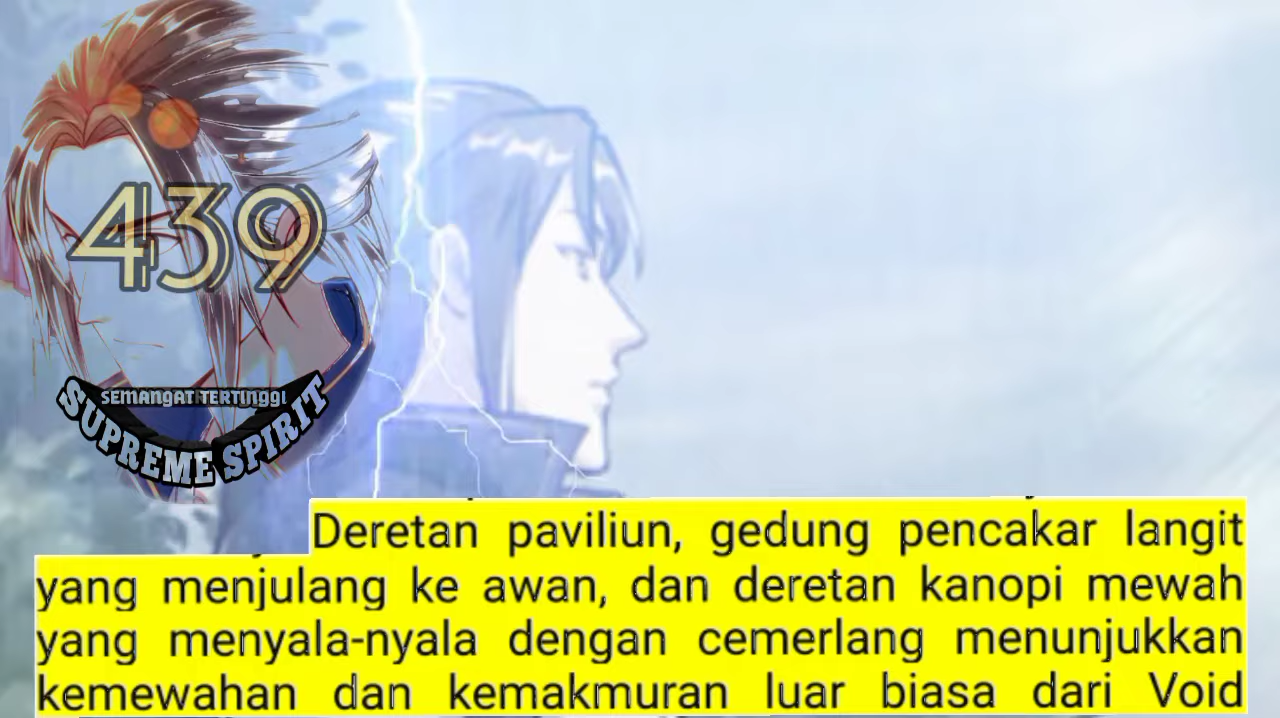 439
SEMANGAT TERTINGGI
SUPREME SPIRIT
Deretan paviliun, gedung pencakar langit
yang menjulang ke awan, dan deretan kanopi mewah
yang menyala-nyala dengan cemerlang menunjukkan
kemewahan dan kemakmuran luar biasa dari Void